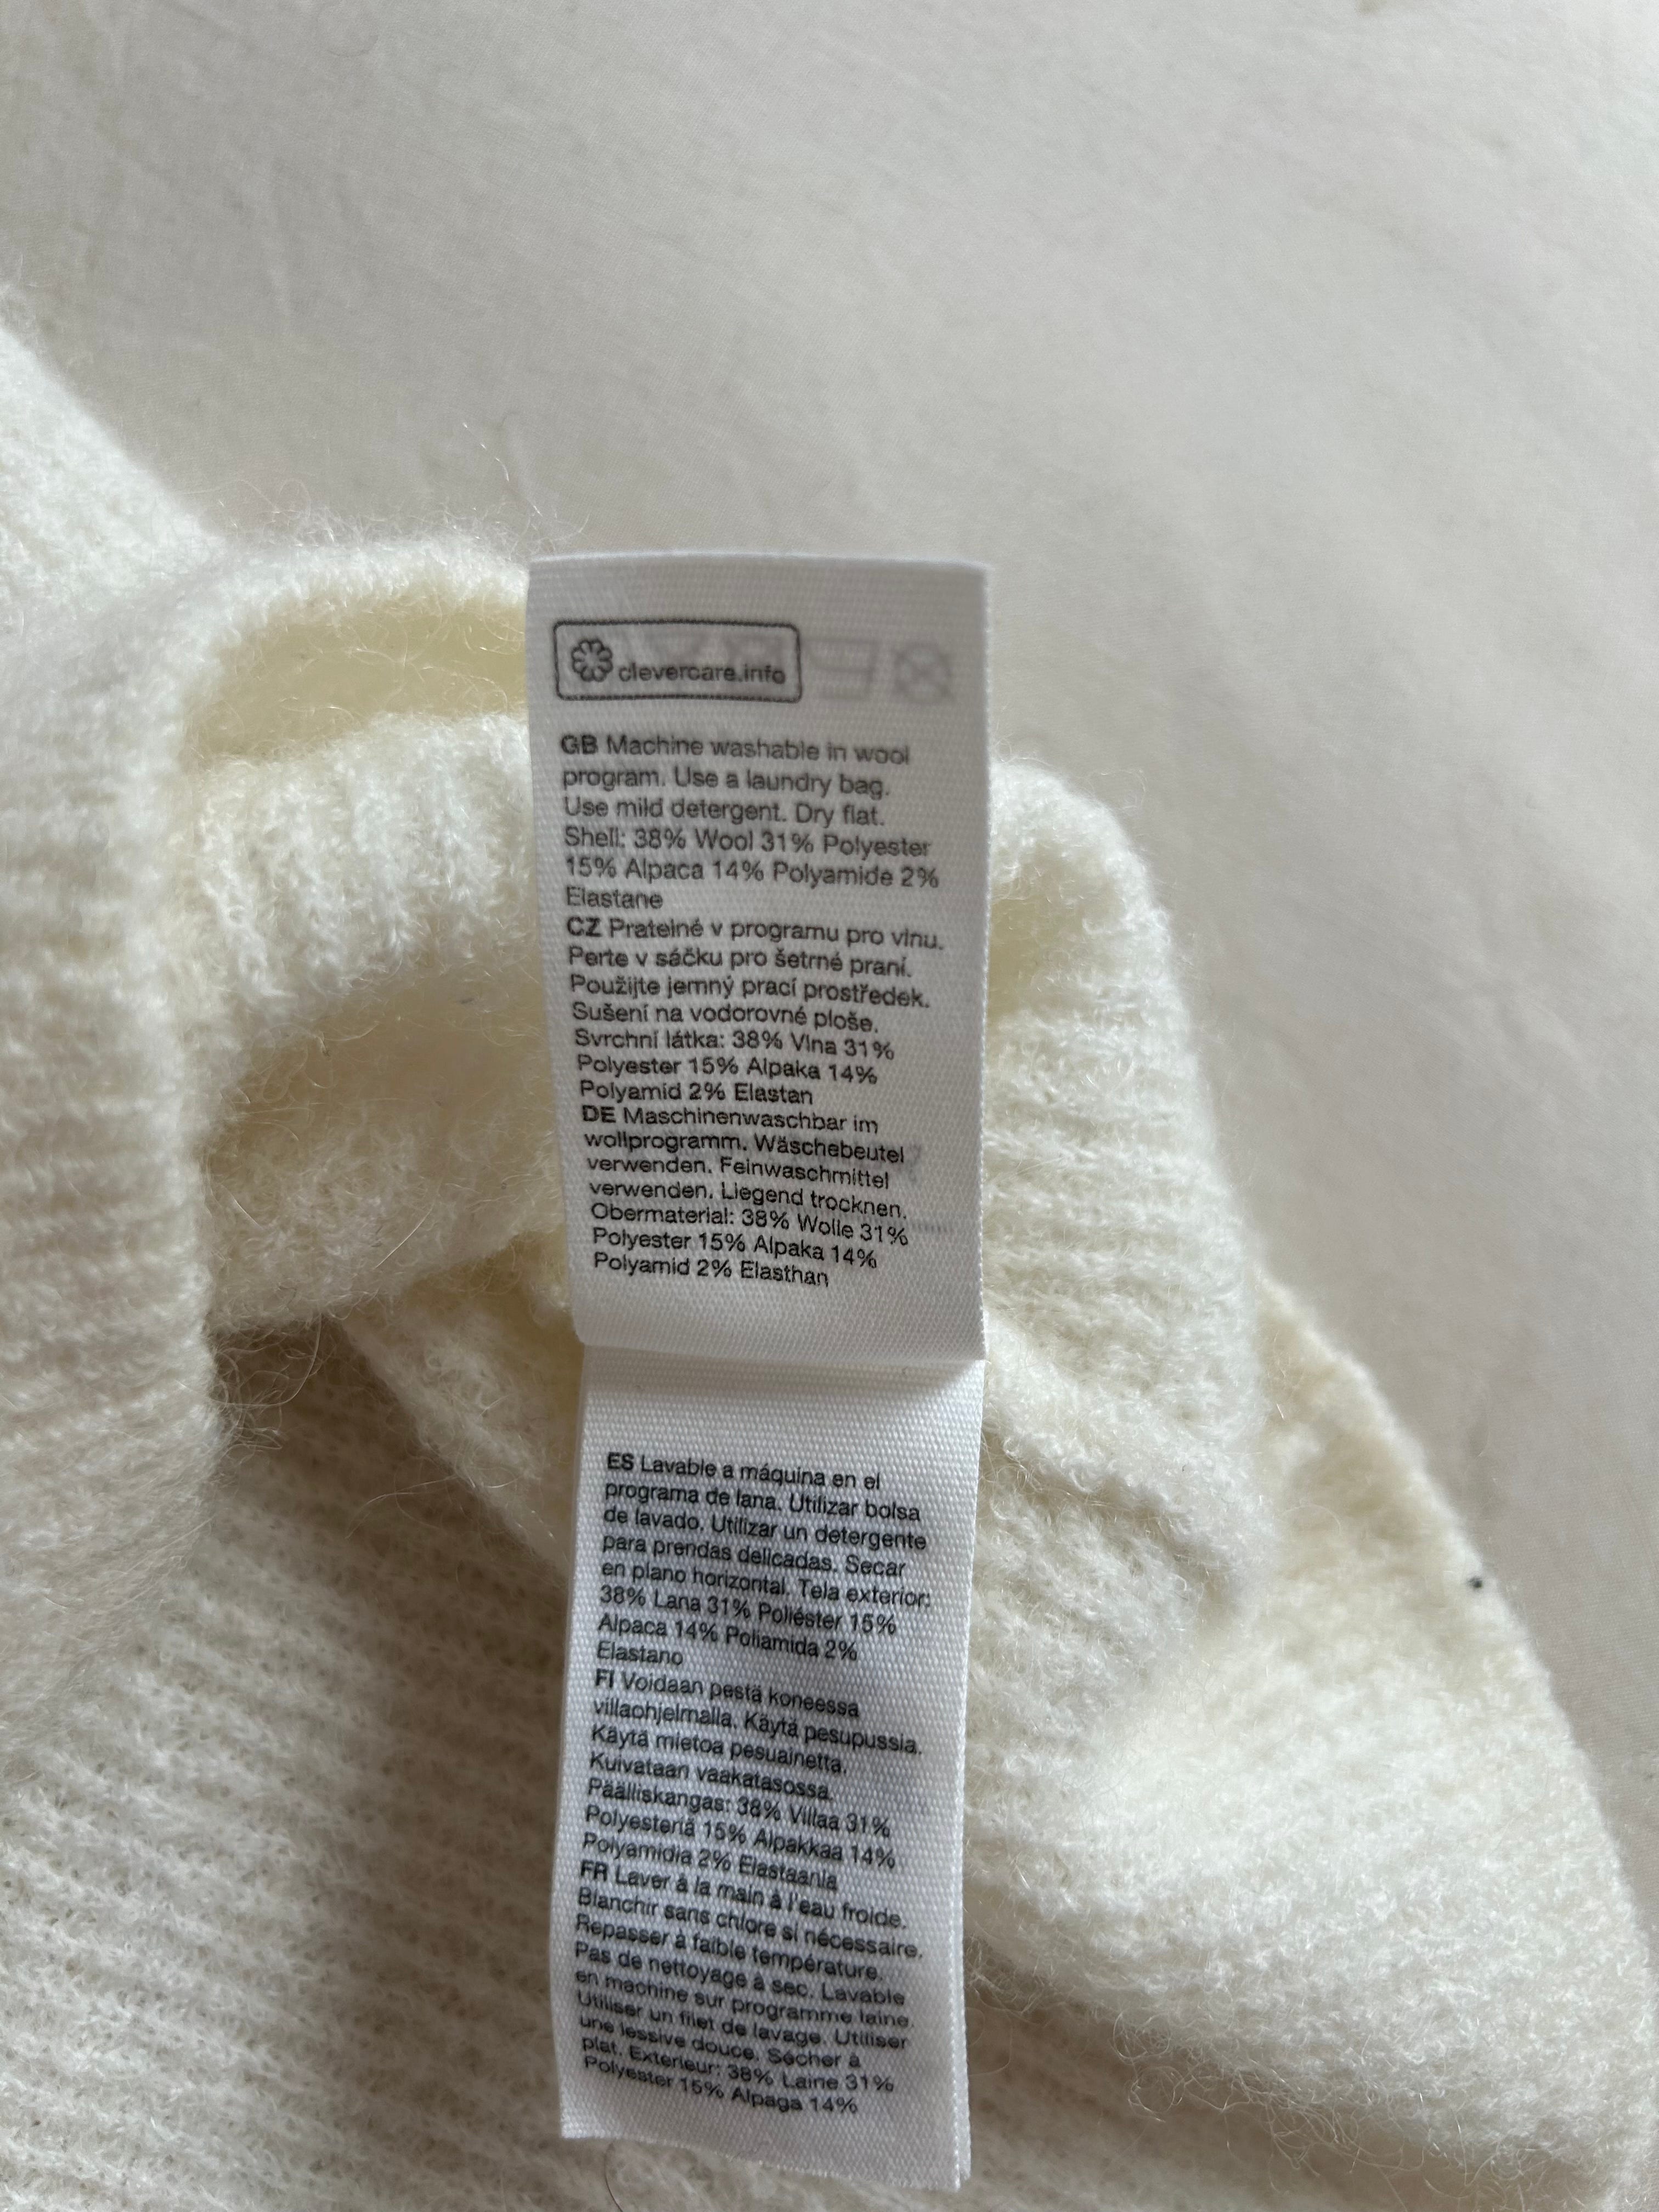 clevercare.info
GB Machine washable in wool
program. Use a laundry bag.
Use mild detergent. Dry flat.
Shell: 38% Wool 31% Polyester
15% Alpaca 14% Polyamide 2%
Elastane
CZ Pratelné v programu pro vlnu.
Perte v sáčku pro šetrné praní.
Použijte jemný prací prostředek.
Sušení na vodorovné ploše.
Svrchní látka: 38% Vlna 31%
Polyester 15% Alpaka 14%
Polyamid 2% Elastan
DE Maschinenwaschbar im
wollprogramm. Wäschebeutel
verwenden. Feinwaschmittel
verwenden. Liegend trocknen.
Obermaterial: 38% Wolle 31%
Polyester 15% Alpaka 14%
Polyamid 2% Elasthan
ES Lavable a máquina en el
programa de lana. Utilizar bolsa
de lavado. Utilizar un detergente
para prendas delicadas. Secar
en plano horizontal. Tela exterior:
38% Lana 31% Poliéster 15%
Alpaca 14% Poliamida 2%
Elastano
FI Voidaan pestä koneessa
villaohjelmalla. Käytä pesupussia.
Käytä mietoa pesuainetta.
Kuivataan vaakatasossa.
Päälliskangas: 38% Villaa 31%
Polyesteriä 15% Alpakkaa 14%
Polyamidia 2% Elastaania
FR Laver à la main à l'eau froide.
Blanchir sans chlore si nécessaire.
Repasser à faible température.
Pas de nettoyage à sec. Lavable
en machine sur programme laine.
Utiliser un filet de lavage. Utiliser
une lessive douce. Sécher à
plat. Exterieur: 38% Laine 31%
Polyester 15% Alpaga 14%